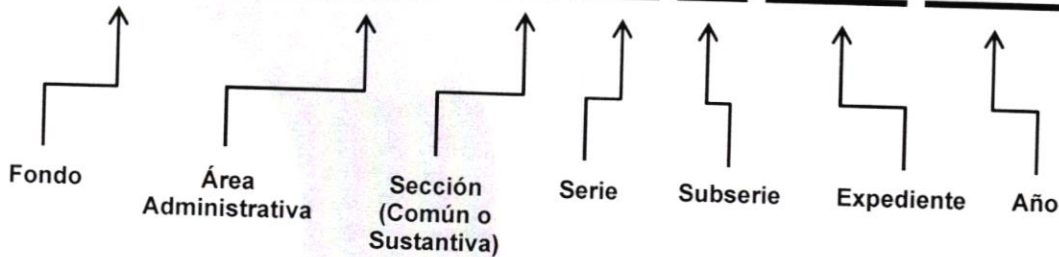 Fondo
Área
Administrativa
Sección
(Común o
Sustantiva)
Serie
Subserie
Expediente
Año